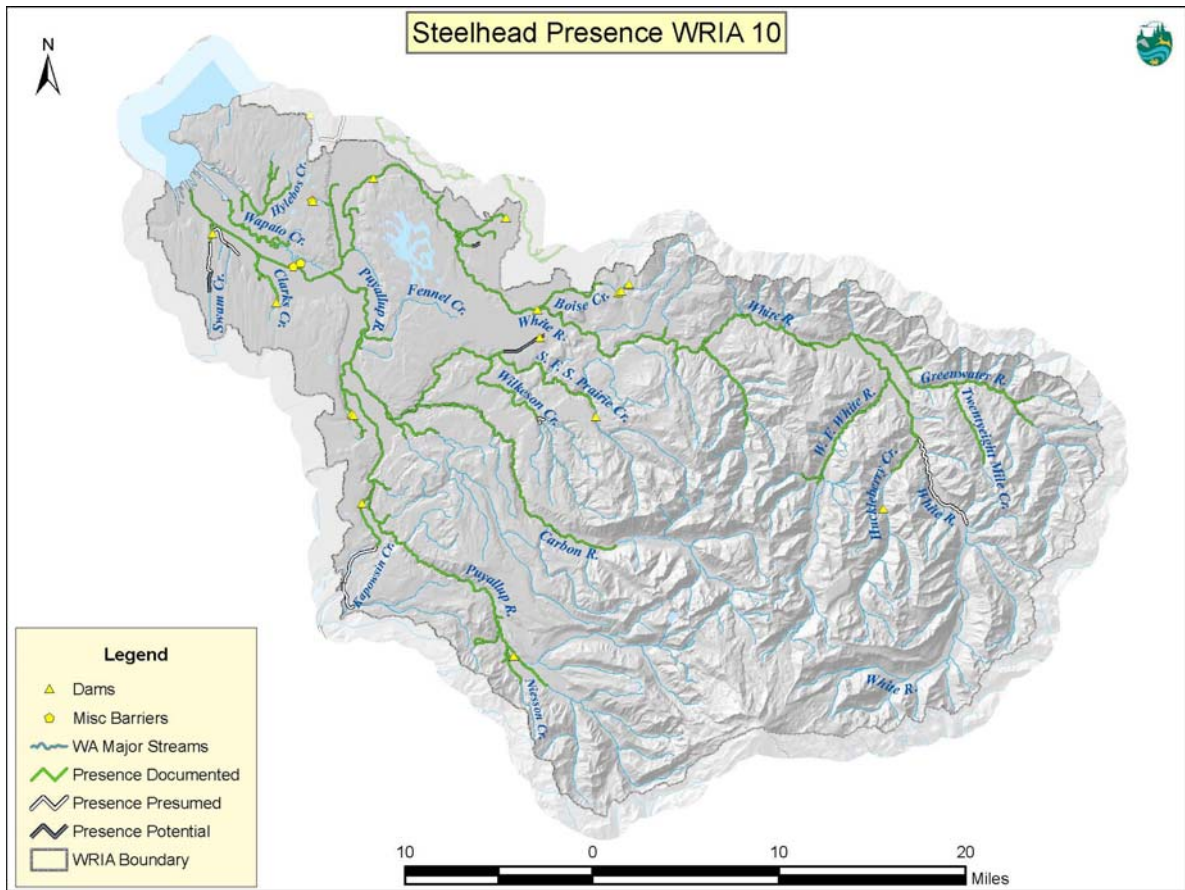 Steelhead Presence WRIA 10
N
Hylebos Cr.
Wapato Cr.
Swam Cr.
Clarks Cr.
Puyallup R.
Fennel Cr.
Boise Cr.
White R.
White R.
S. F. S. Prairie Cr.
Wilkeson Cr.
Greenwater R.
W. F. White R.
Twentyeight Mile Cr.
Huckleberry Cr.
White R.
Carbon R.
Kapowsin Cr.
Puyallup R.
Niesson Cr.
White R.
Legend
Dams
Misc Barriers
WA Major Streams
Presence Documented
Presence Presumed
Presence Potential
WRIA Boundary
10 0 10 20
Miles